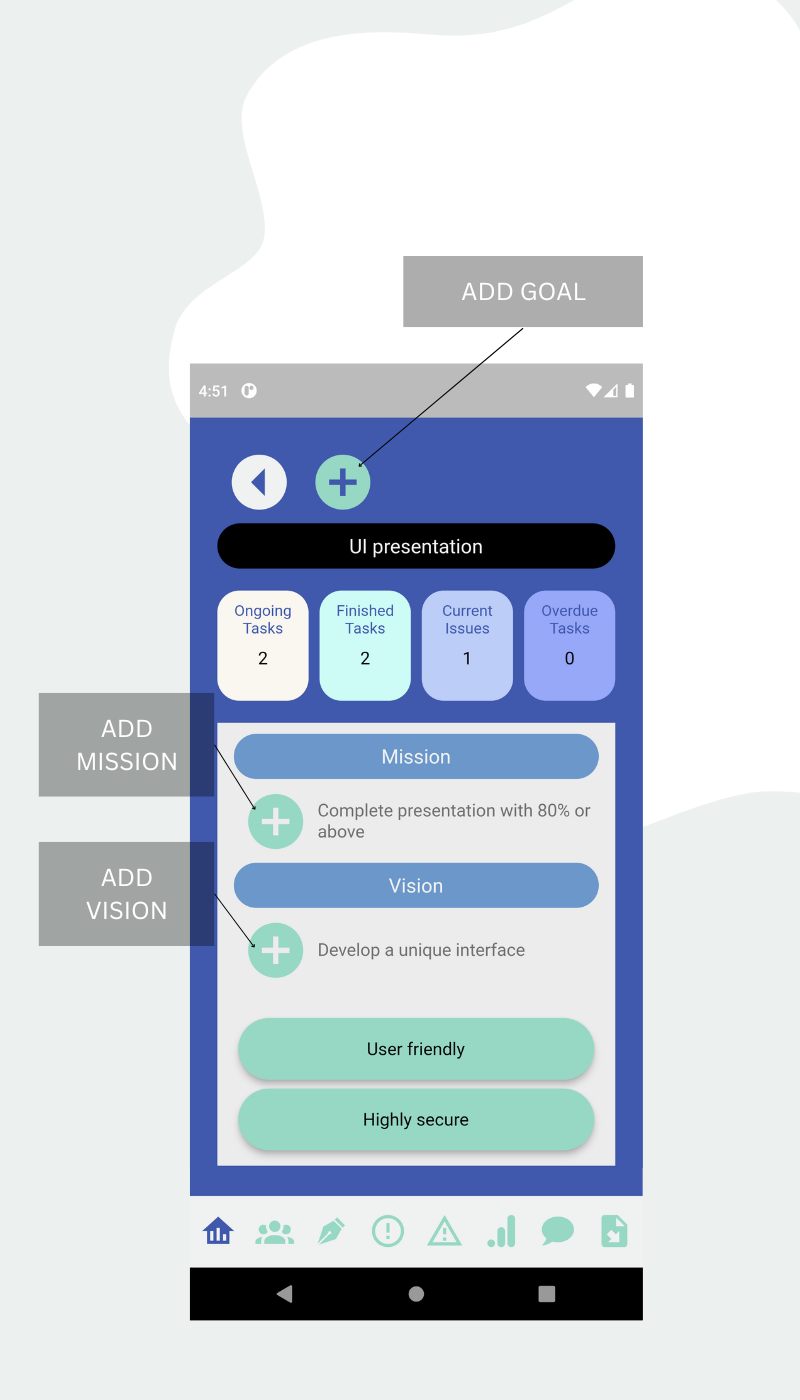 ADD GOAL
4:51
UI presentation
Ongoing
Tasks
2
Finished
Tasks
2
Current
Issues
1
Overdue
Tasks
0
ADD
MISSION
Mission
Complete presentation with 80% or
above
ADD
VISION
Vision
Develop a unique interface
User friendly
Highly secure